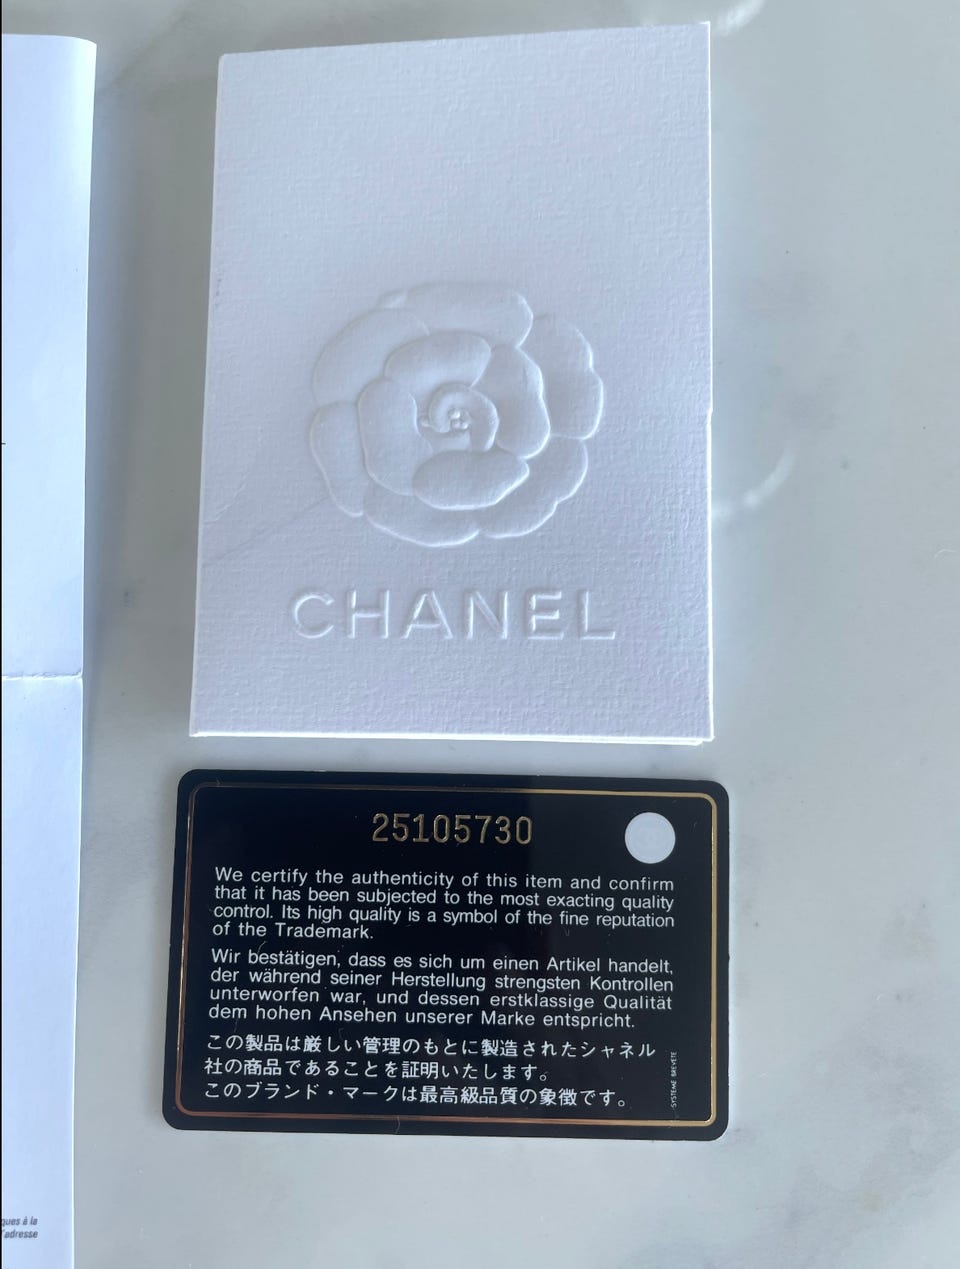 CHANEL
25105730
We certify the authenticity of this item and confirm
that it has been subjected to the most exacting quality
control. Its high quality is a symbol of the fine reputation
of the Trademark.
Wir bestätigen, dass es sich um einen Artikel handelt,
der während seiner Herstellung strengsten Kontrollen
unterworfen war, und dessen erstklassige Qualität
dem hohen Ansehen unserer Marke entspricht.
この製品は厳しい管理のもとに製造されたシャネル
社の商品であることを証明いたします。
このブランド・マークは最高級品質の象徴です。
SYSTEME BREVETE
ques à la
l'adresse